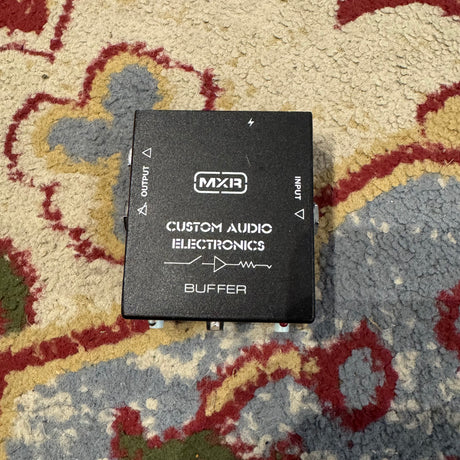 MXR
OUTPUT
INPUT
CUSTOM AUDIO
ELECTRONICS
BUFFER